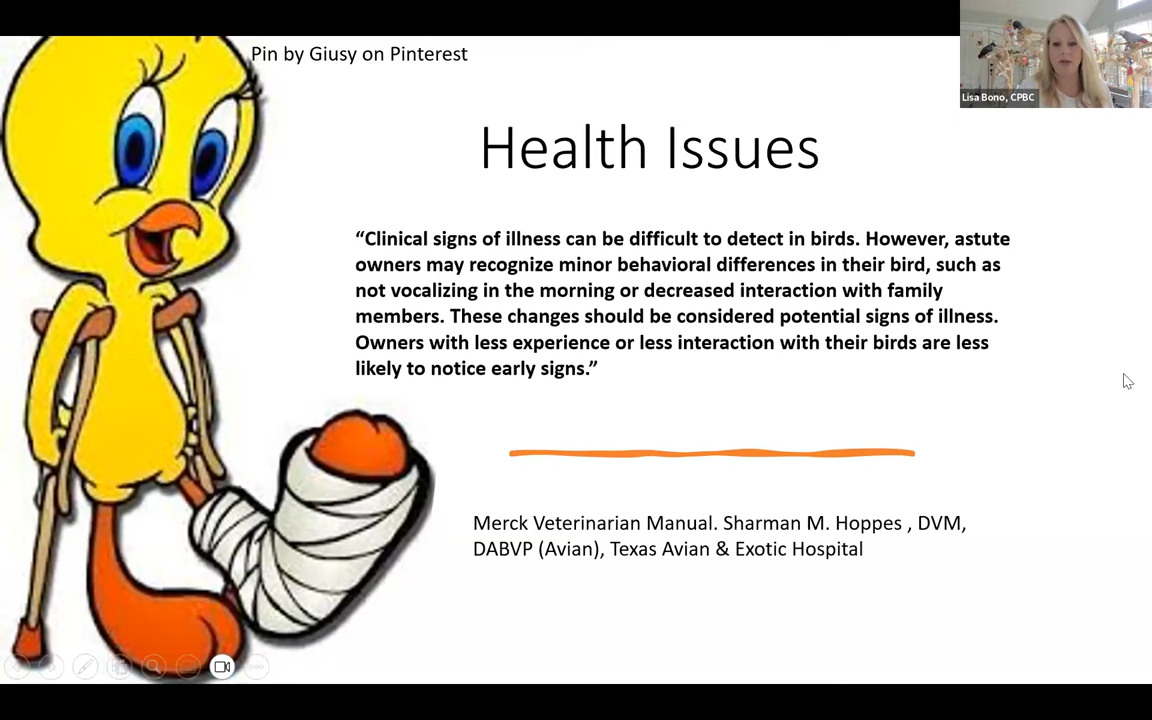 Pin by Giusy on Pinterest
Lisa Bono, CPBC
Health Issues
“Clinical signs of illness can be difficult to detect in birds. However, astute
owners may recognize minor behavioral differences in their bird, such as
not vocalizing in the morning or decreased interaction with family
members. These changes should be considered potential signs of illness.
Owners with less experience or less interaction with their birds are less
likely to notice early signs.”
Merck Veterinarian Manual. Sharman M. Hoppes , DVM,
DABVP (Avian), Texas Avian & Exotic Hospital